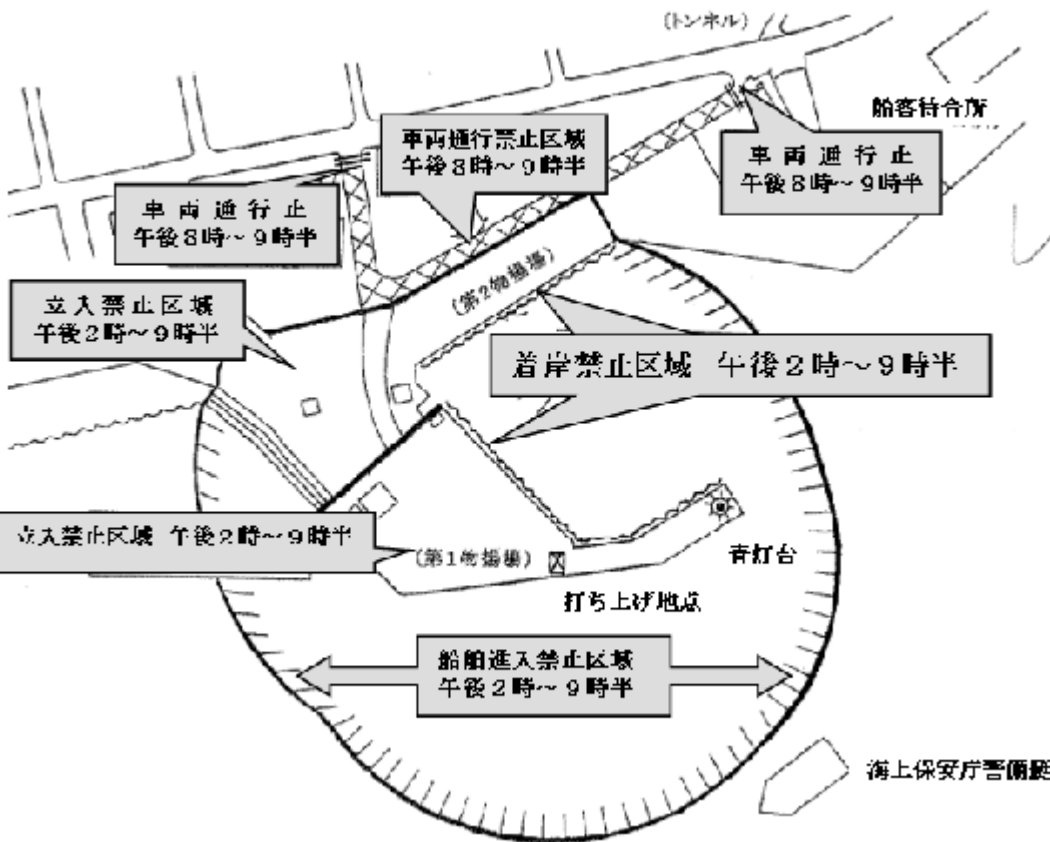 (トンネル)
船客待合所
車両通行禁止区域
午後8時～9時半
車両通行止
午後8時～9時半
車両通行止
午後8時～9時半
(第2物揚場)
立入禁止区域
午後2時～9時半
着岸禁止区域 午後2時～9時半
立入禁止区域 午後2時～9時半
(第1物揚場)
青灯台
打ち上げ地点
船舶進入禁止区域
午後2時～9時半
海上保安庁警備艇